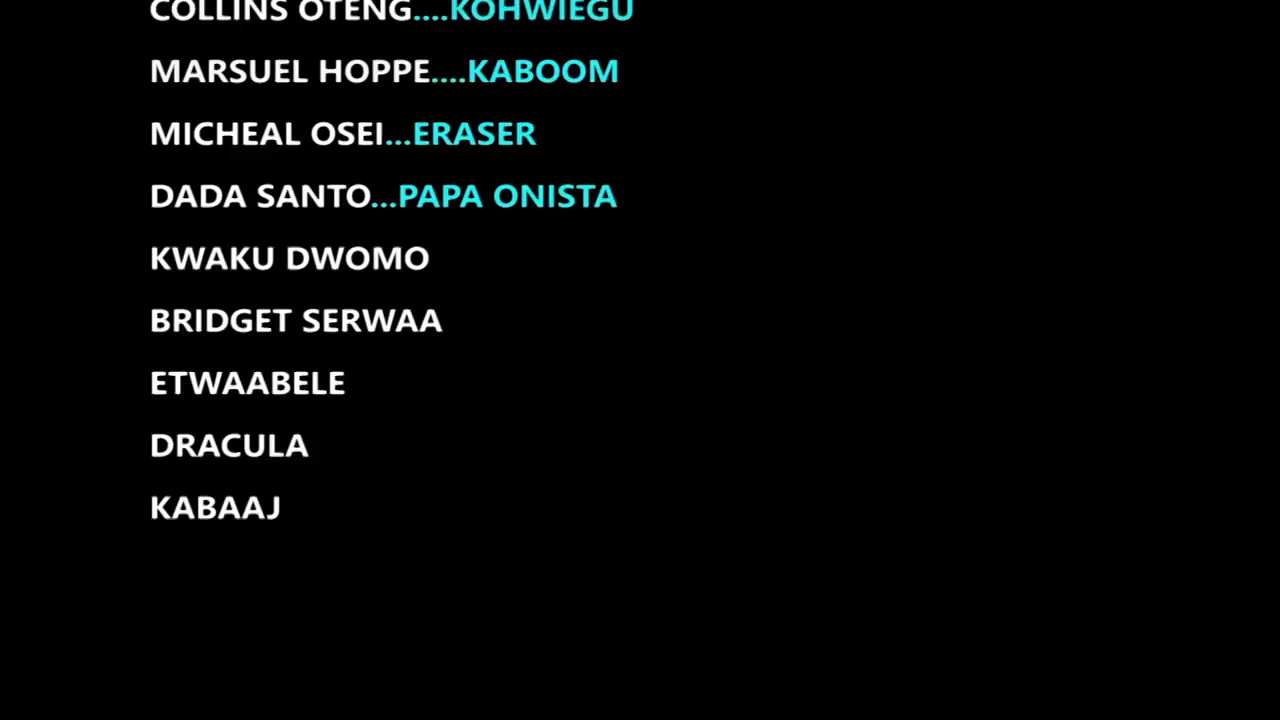 COLLINS OTENG....KOHWIEGU
MARSUEL HOPPE....KABOOM
MICHEAL OSEI...ERASER
DADA SANTO...PAPA ONISTA
KWAKU DWOMO
BRIDGET SERWAA
ETWAABELE
DRACULA
KABAAJ